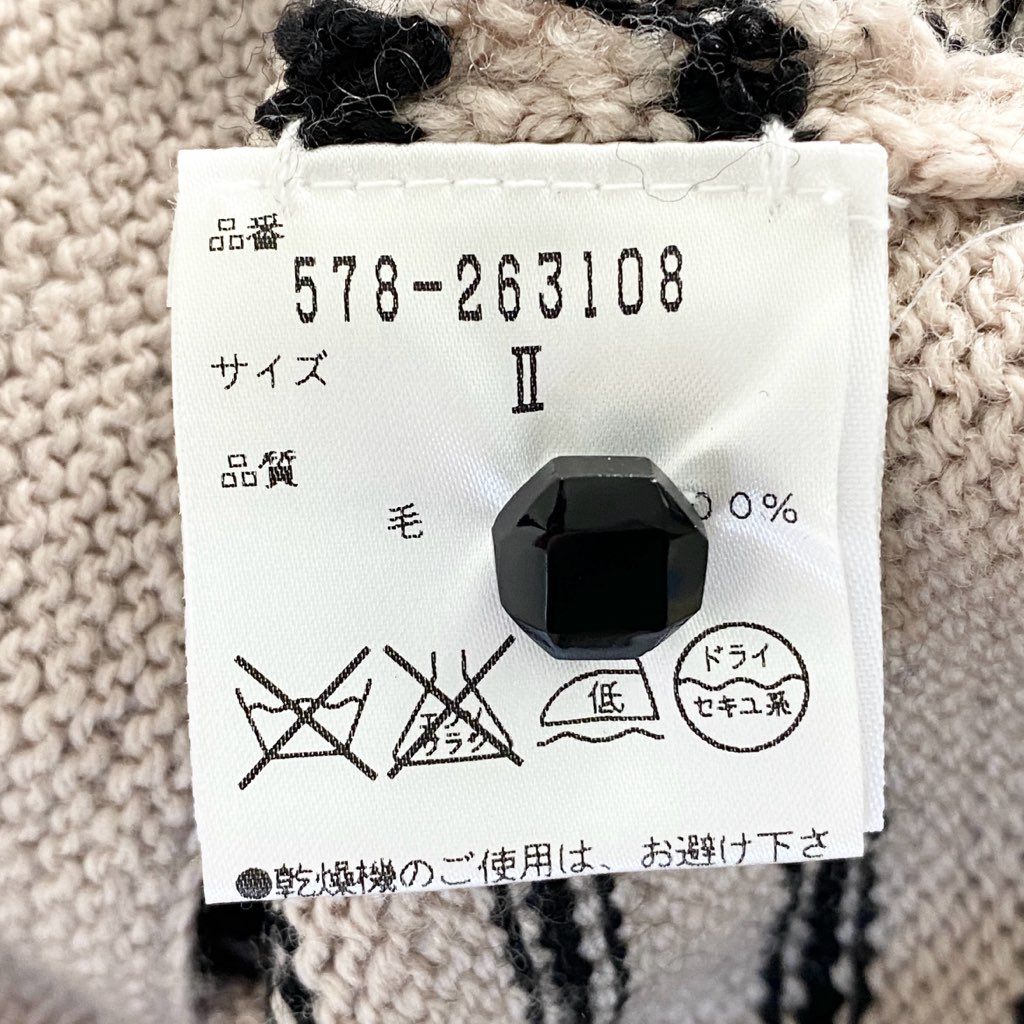 品番
578-263108
サイズ Ⅱ
品質
毛 00%
低
ドライ
セキユ系
●乾燥機のご使用は、お避け下さ